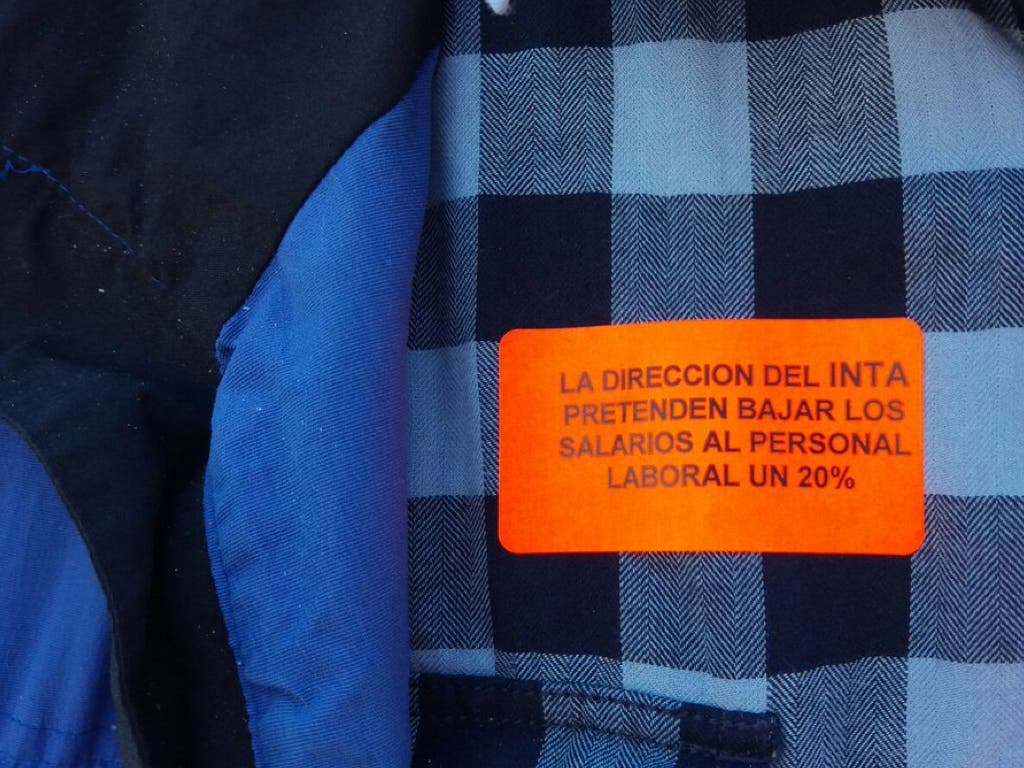 LA DIRECCION DEL INTA
PRETENDEN BAJAR LOS
SALARIOS AL PERSONAL
LABORAL UN 20%